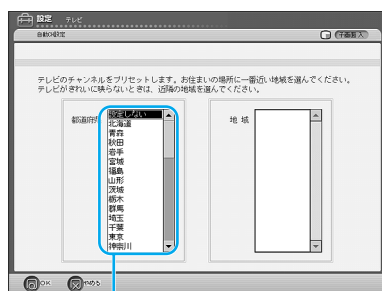 設定 テレビ
自動CH設定
子画面入
テレビのチャンネルをプリセットします。お住まいの場所に一番近い地域を選んでください。
テレビがきれいに映らないときは、近隣の地域を選んでください。
都道府県
設定しない
北海道
青森
秋田
岩手
宮城
福島
山形
茨城
栃木
群馬
埼玉
千葉
東京
神奈川
地域
OK
やめる